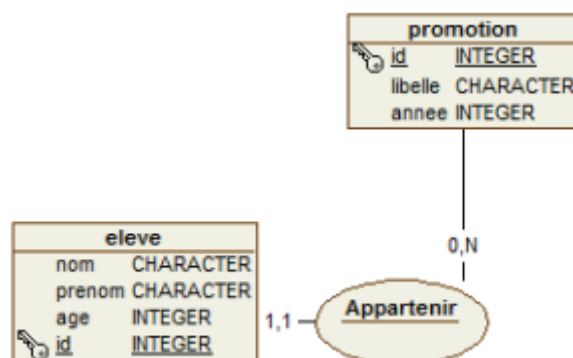 promotion
id INTEGER
libelle CHARACTER
annee INTEGER
0,N
eleve
nom CHARACTER
prenom CHARACTER
age INTEGER
id INTEGER
1,1
Appartenir